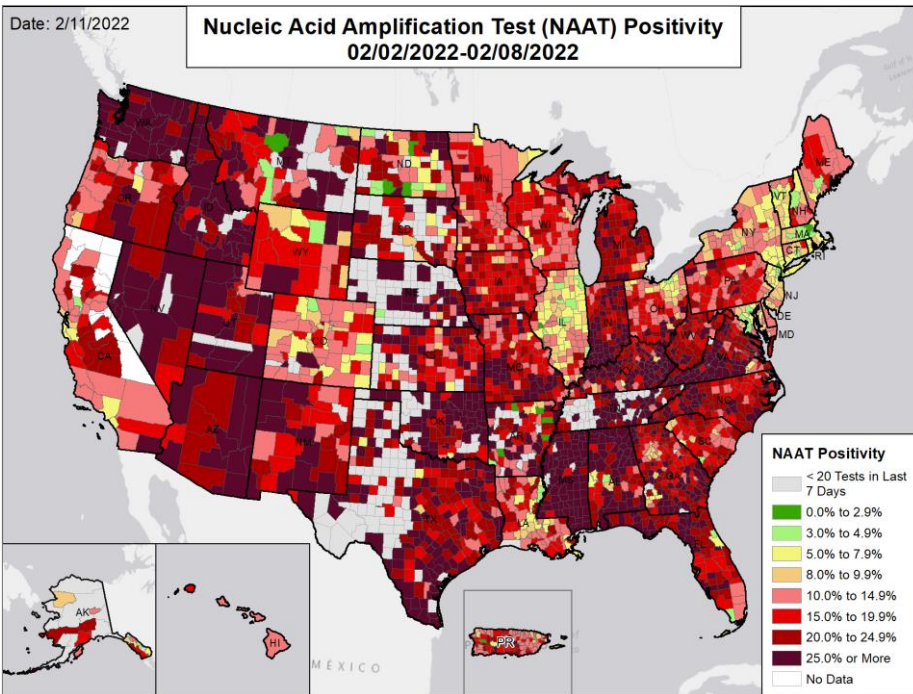 Date: 2/11/2022
Nucleic Acid Amplification Test (NAAT) Positivity
02/02/2022-02/08/2022
WA
MT
ND
MN
ME
OR
ID
WY
SD
WI
MI
VT
NH
NY
MA
CT
RI
NV
UT
CO
NE
IA
IL
IN
OH
PA
NJ
DE
MD
CA
MO
KY
WV
VA
AZ
NM
OK
AR
TN
NC
SC
TX
LA
MS
AL
GA
FL
AK
HI
PR
MÉXICO
NAAT Positivity
< 20 Tests in Last
7 Days
0.0% to 2.9%
3.0% to 4.9%
5.0% to 7.9%
8.0% to 9.9%
10.0% to 14.9%
15.0% to 19.9%
20.0% to 24.9%
25.0% or More
No Data